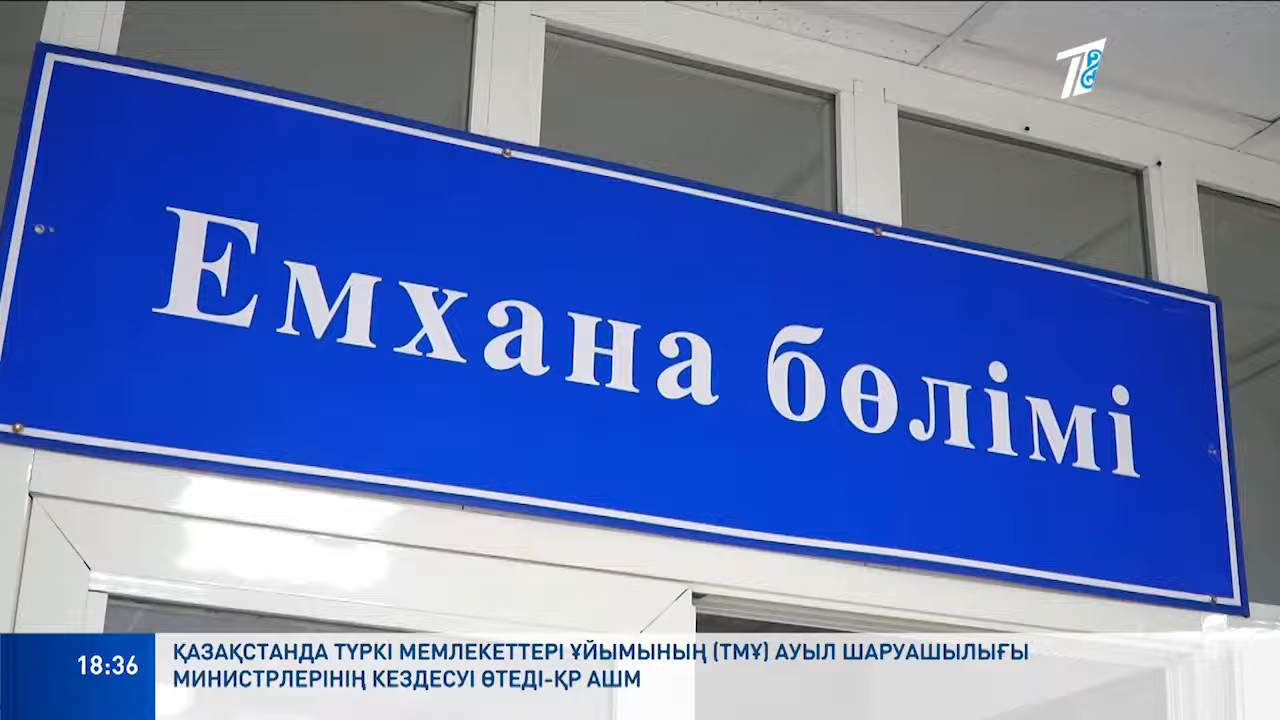 Емхана бөлімі
18:36
ҚАЗАҚСТАНДА ТҮРКІ МЕМЛЕКЕТТЕРІ ҰЙЫМЫНЫҢ (ТМҰ) АУЫЛ ШАРУАШЫЛЫҒЫ
МИНИСТРЛЕРІНІҢ КЕЗДЕСУІ ӨТЕДІ-ҚР АШМ